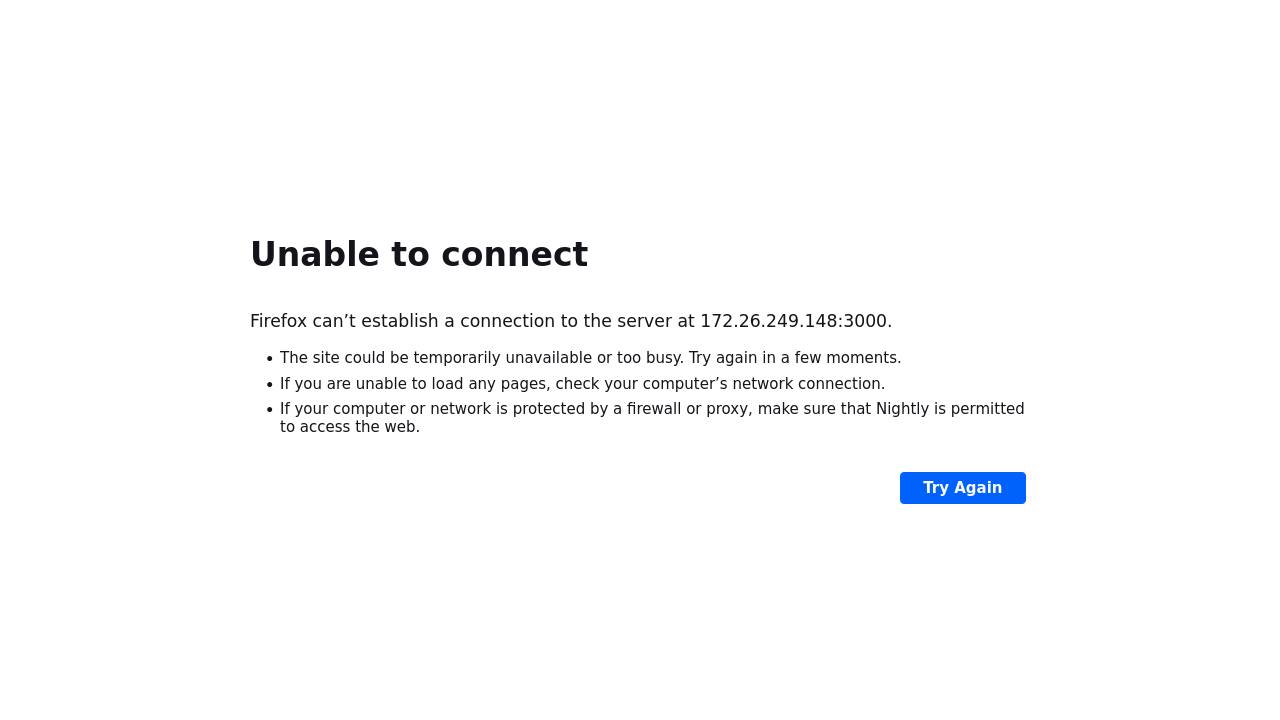 Unable to connect
Firefox can’t establish a connection to the server at 172.26.249.148:3000.
• The site could be temporarily unavailable or too busy. Try again in a few moments.
• If you are unable to load any pages, check your computer’s network connection.
• If your computer or network is protected by a firewall or proxy, make sure that Nightly is permitted
to access the web.
Try Again